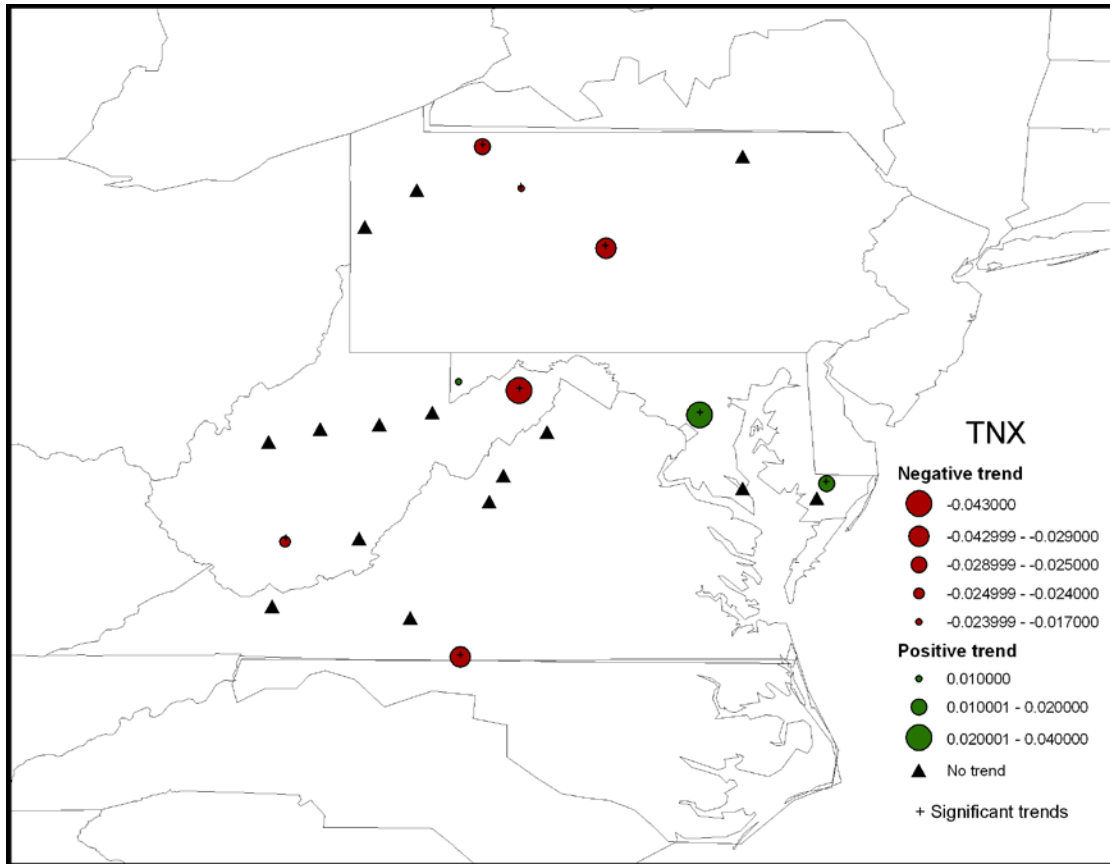 TNX
Negative trend
-0.043000
-0.042999 - -0.029000
-0.028999 - -0.025000
-0.024999 - -0.024000
-0.023999 - -0.017000
Positive trend
0.010000
0.010001 - 0.020000
0.020001 - 0.040000
No trend
+ Significant trends